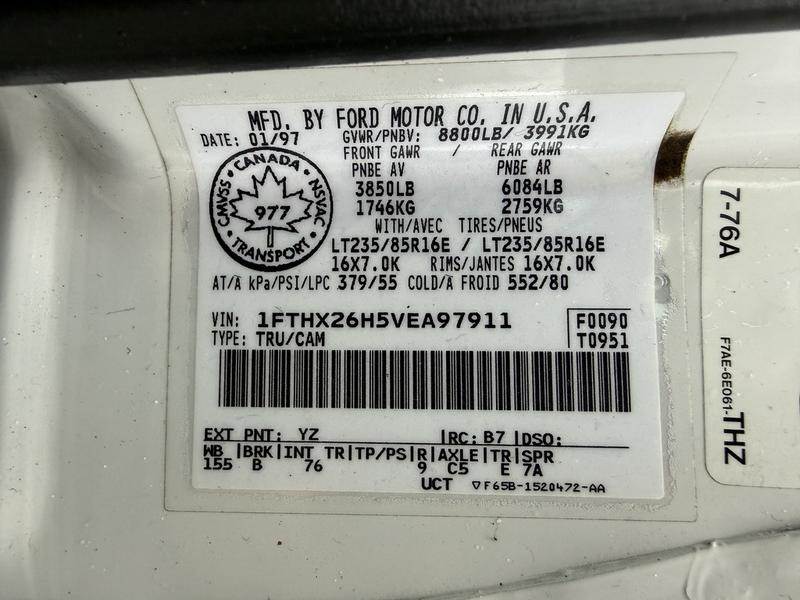 MFD. BY FORD MOTOR CO. IN U.S.A.
DATE: 01/97 GVWR/PNBV: 8800LB/ 3991KG
FRONT GAWR / REAR GAWR
PNBE AV PNBE AR
3850LB 6084LB
1746KG 2759KG
WITH/AVEC TIRES/PNEUS
LT235/85R16E / LT235/85R16E
16X7.0K RIMS/JANTES 16X7.0K
AT/À kPa/PSI/LPC 379/55 COLD/À FROID 552/80
CANADA
CMVSS NSVAC
977
TRANSPORT
VIN: 1FTHX26H5VEA97911 F0090
TYPE: TRU/CAM T0951
EXT PNT: YZ |RC: B7 |DSO:
WB |BRK|INT TR|TP/PS|R|AXLE|TR|SPR
155 B 76 9 C5 E 7A
UCT ▽F65B-1520472-AA
7-76A
F7AE-6E061-THZ